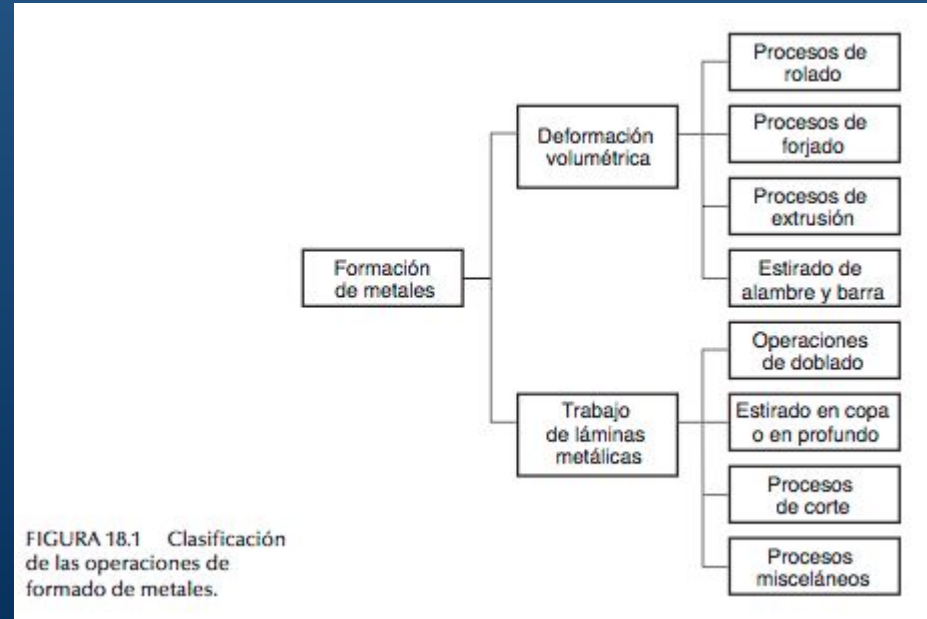 Procesos de
rolado
Procesos de
forjado
Procesos de
extrusión
Estirado de
alambre y barra
Deformación
volumétrica
Formación
de metales
Operaciones
de doblado
Estirado en copa
o en profundo
Procesos
de corte
Procesos
misceláneos
Trabajo
de láminas
metálicas
FIGURA 18.1 Clasificación
de las operaciones de
formado de metales.